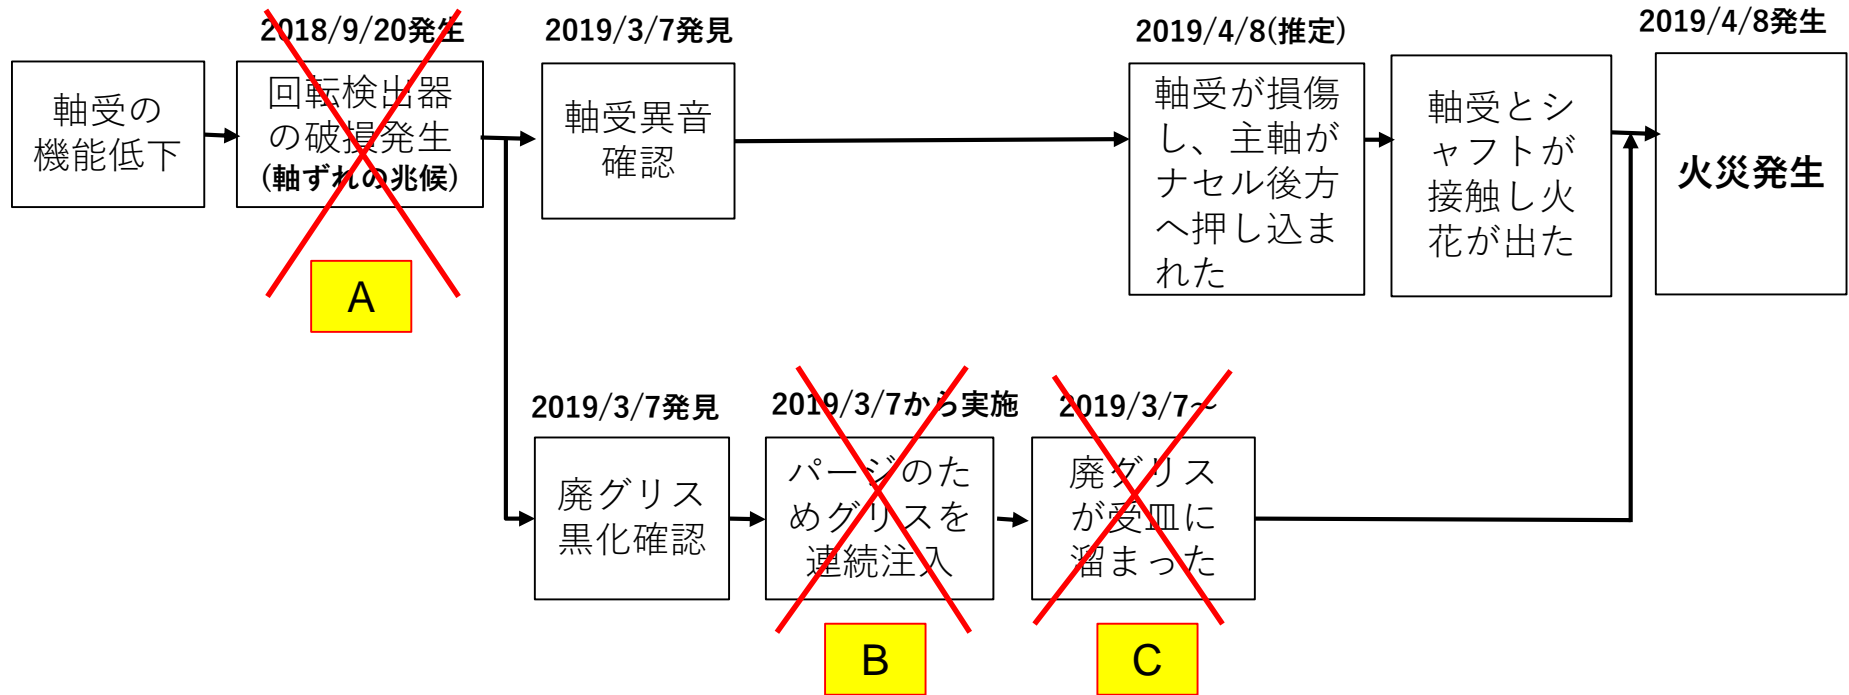 2018/9/20発生
2019/3/7発見
2019/4/8(推定)
2019/4/8発生
軸受の
機能低下
回転検出器
の破損発生
(軸ずれの兆候)
軸受異音
確認
軸受が損傷
し、主軸が
ナセル後方
へ押し込ま
れた
軸受とシ
ャフトが
接触し火
花が出た
火災発生
A
2019/3/7発見
2019/3/7から実施
2019/3/7～
廃グリス
黒化確認
パージのた
めグリスを
連続注入
廃グリス
が受皿に
溜まった
B
C